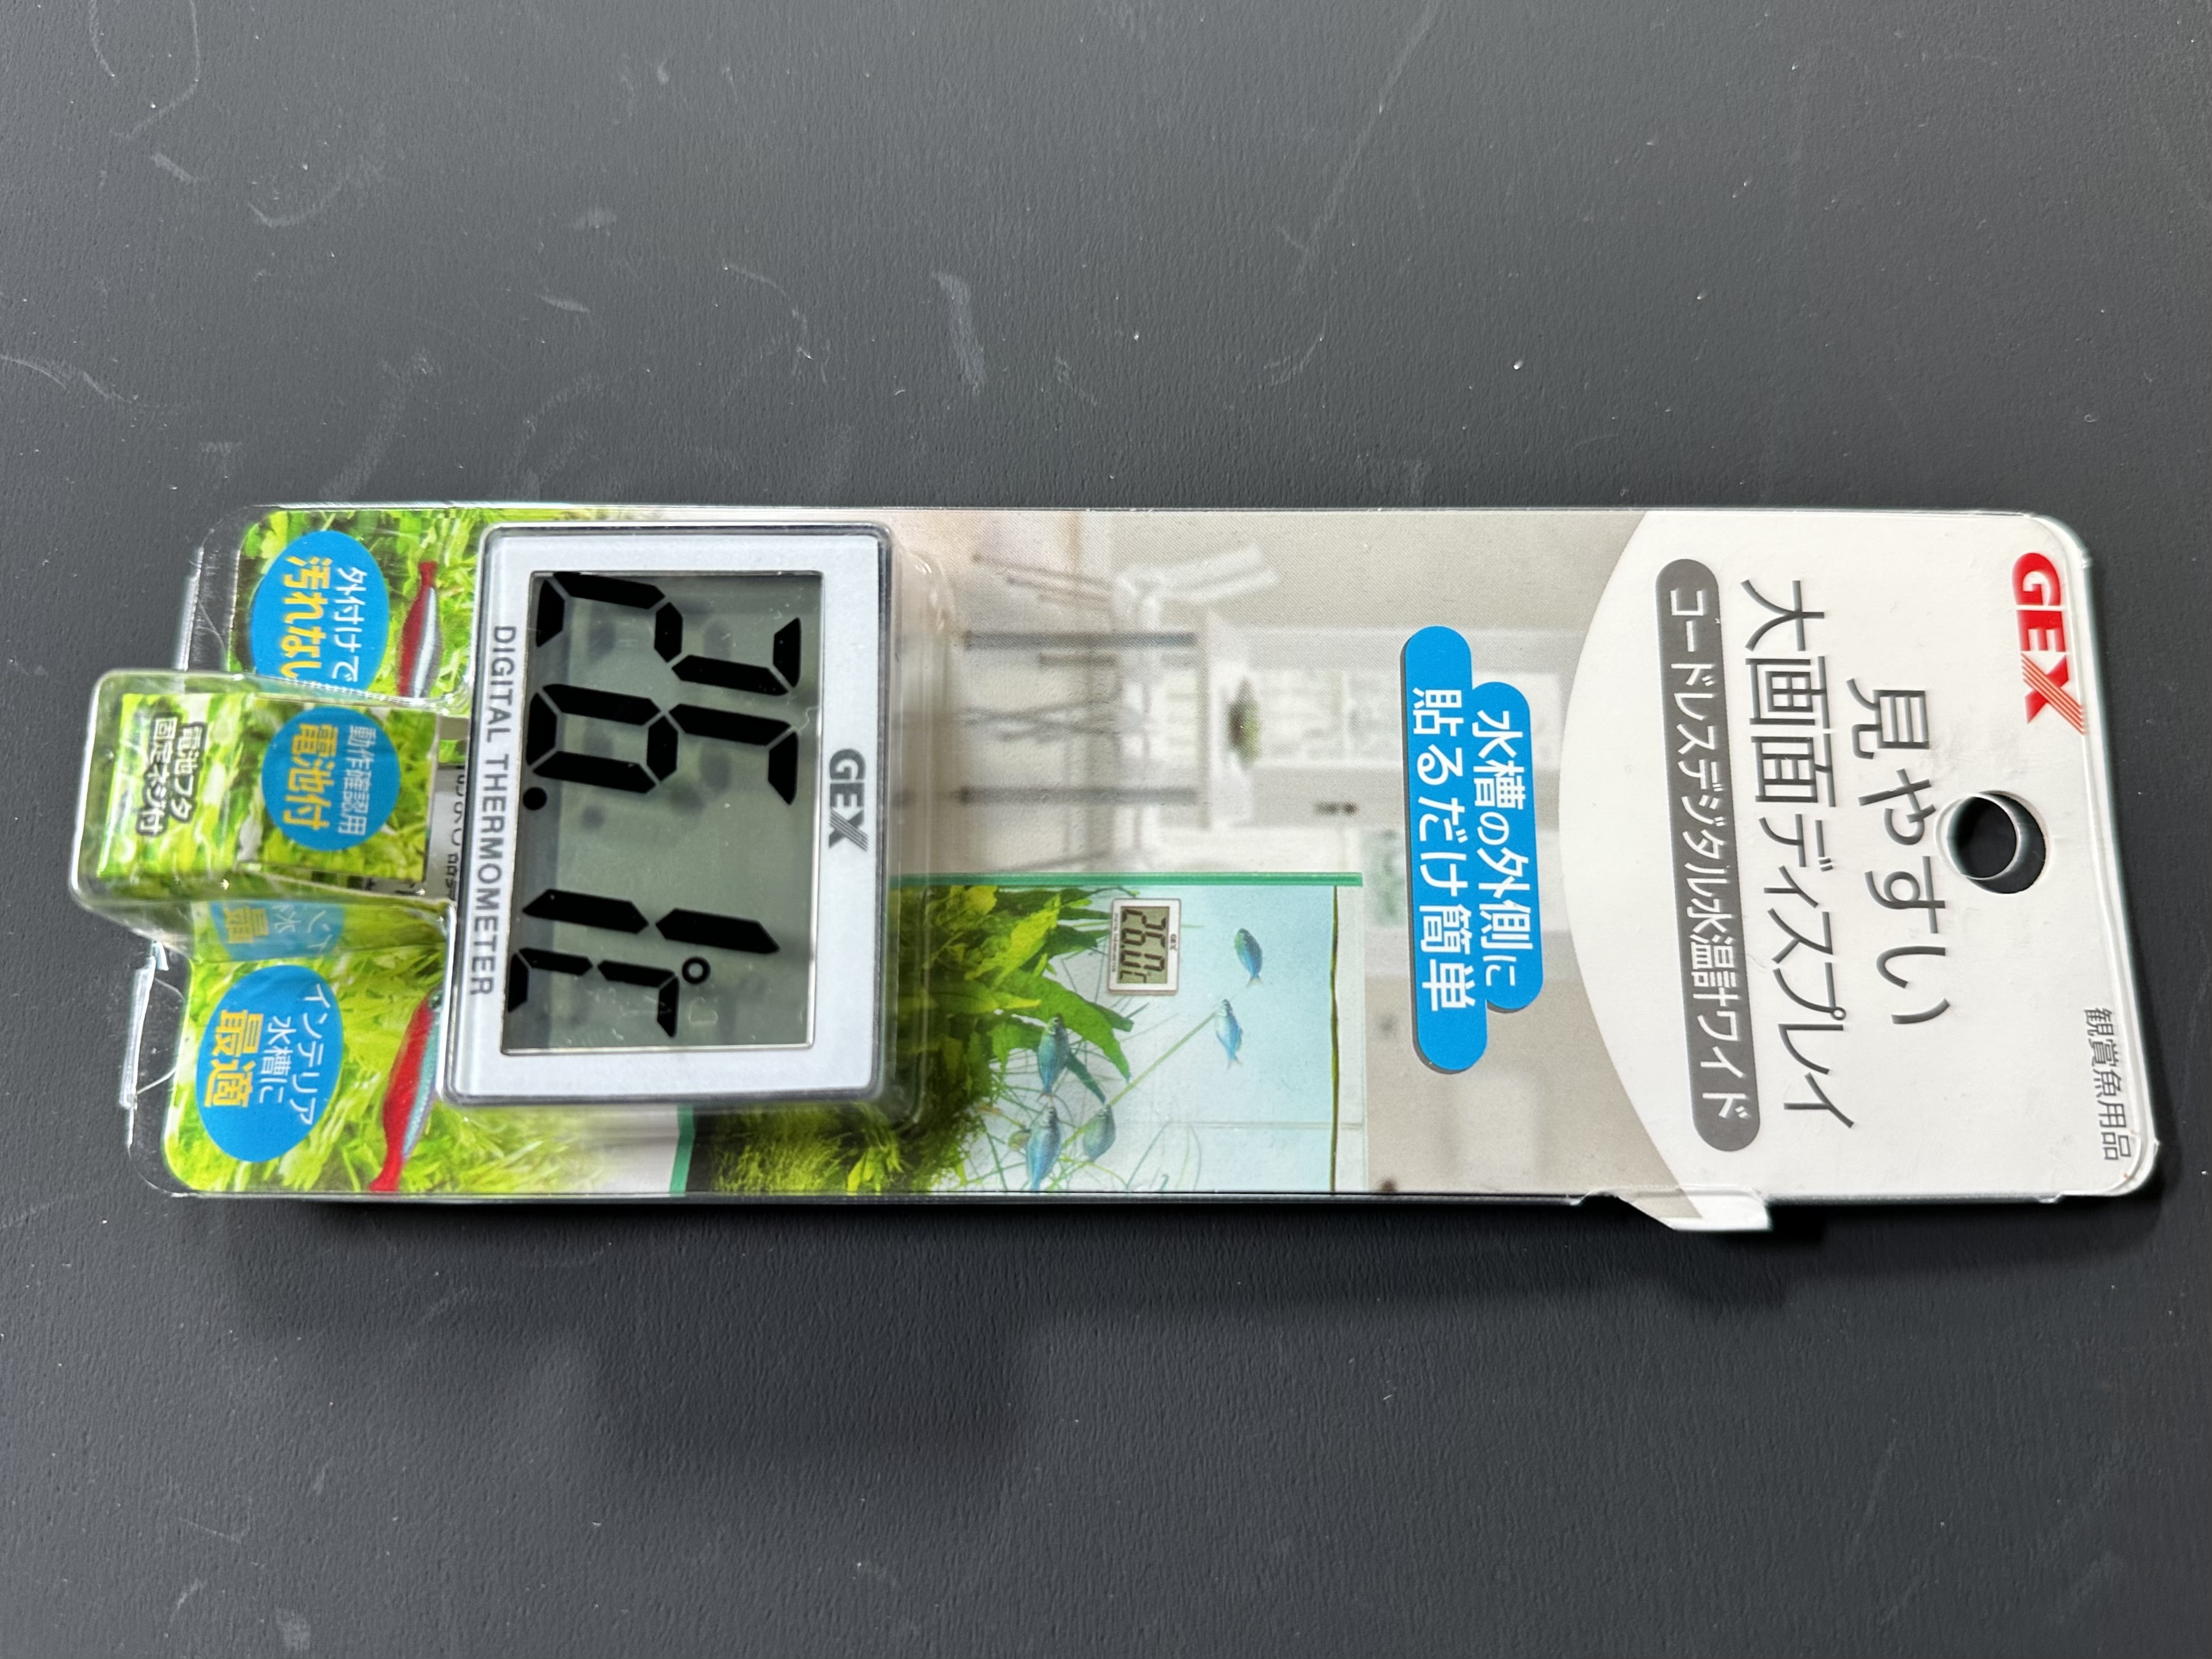 観賞魚用品
GEX
見やすい
大画面ディスプレイ
コードレスデジタル水温計ワイド
水槽の外側に
貼るだけ簡単
GEX
26.0℃
GEX
26.1℃
DIGITAL THERMOMETER
外付けで
汚れない
動作確認用
電池付
電池フタ
固定ネジ付
インテリア
水槽に
最適